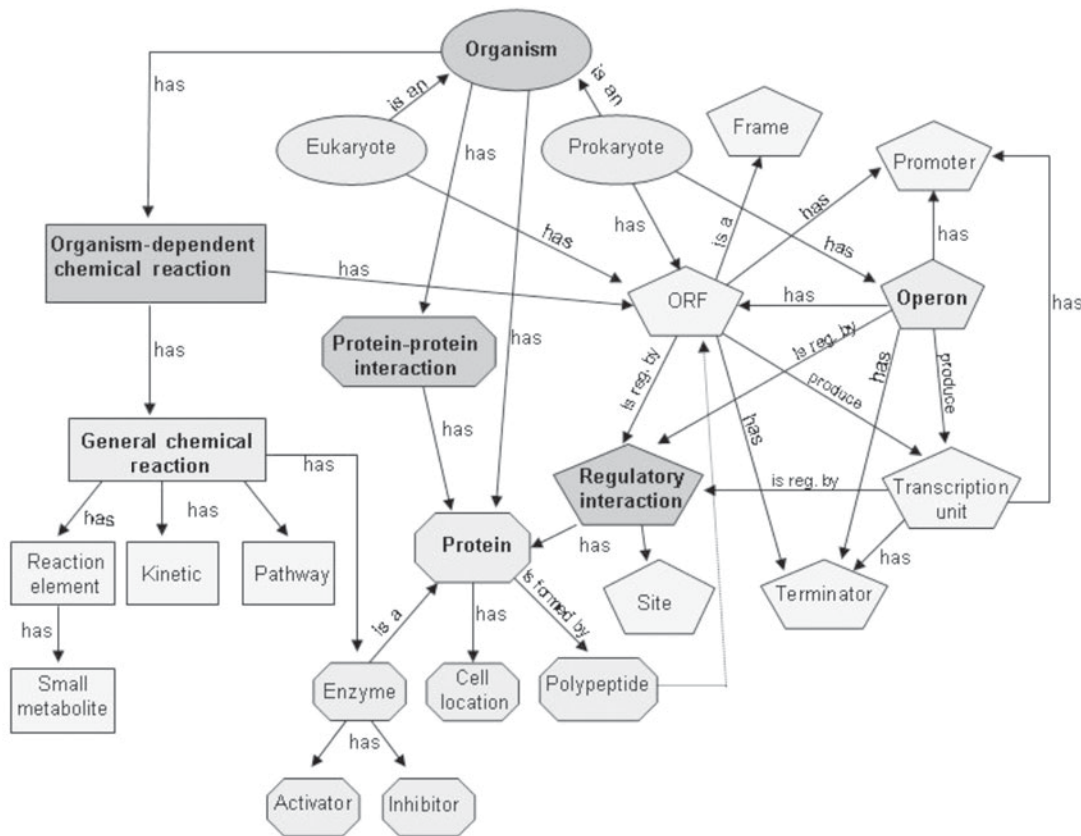 Organism
has
is an
is an
Eukaryote
has
Prokaryote
Frame
Promoter
has
has
is a
has
has
has
Organism-dependent
chemical reaction
has
ORF
has
Operon
has
has
has
Protein-protein
interaction
Is reg. by
Is reg. by
produce
has
has
produce
has
General chemical
reaction
has
Regulatory
interaction
is reg. by
Transcription
unit
has
has
Protein
has
has
Reaction
element
Kinetic
Pathway
Site
Terminator
has
is a
has
Is formed by
Small
metabolite
Enzyme
Cell
location
Polypeptide
has
Activator
Inhibitor